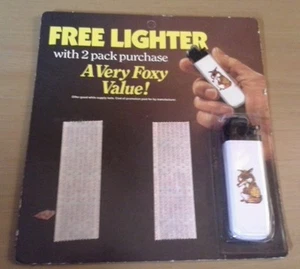 FREE LIGHTER
with 2 pack purchase
A Very Foxy
Value!